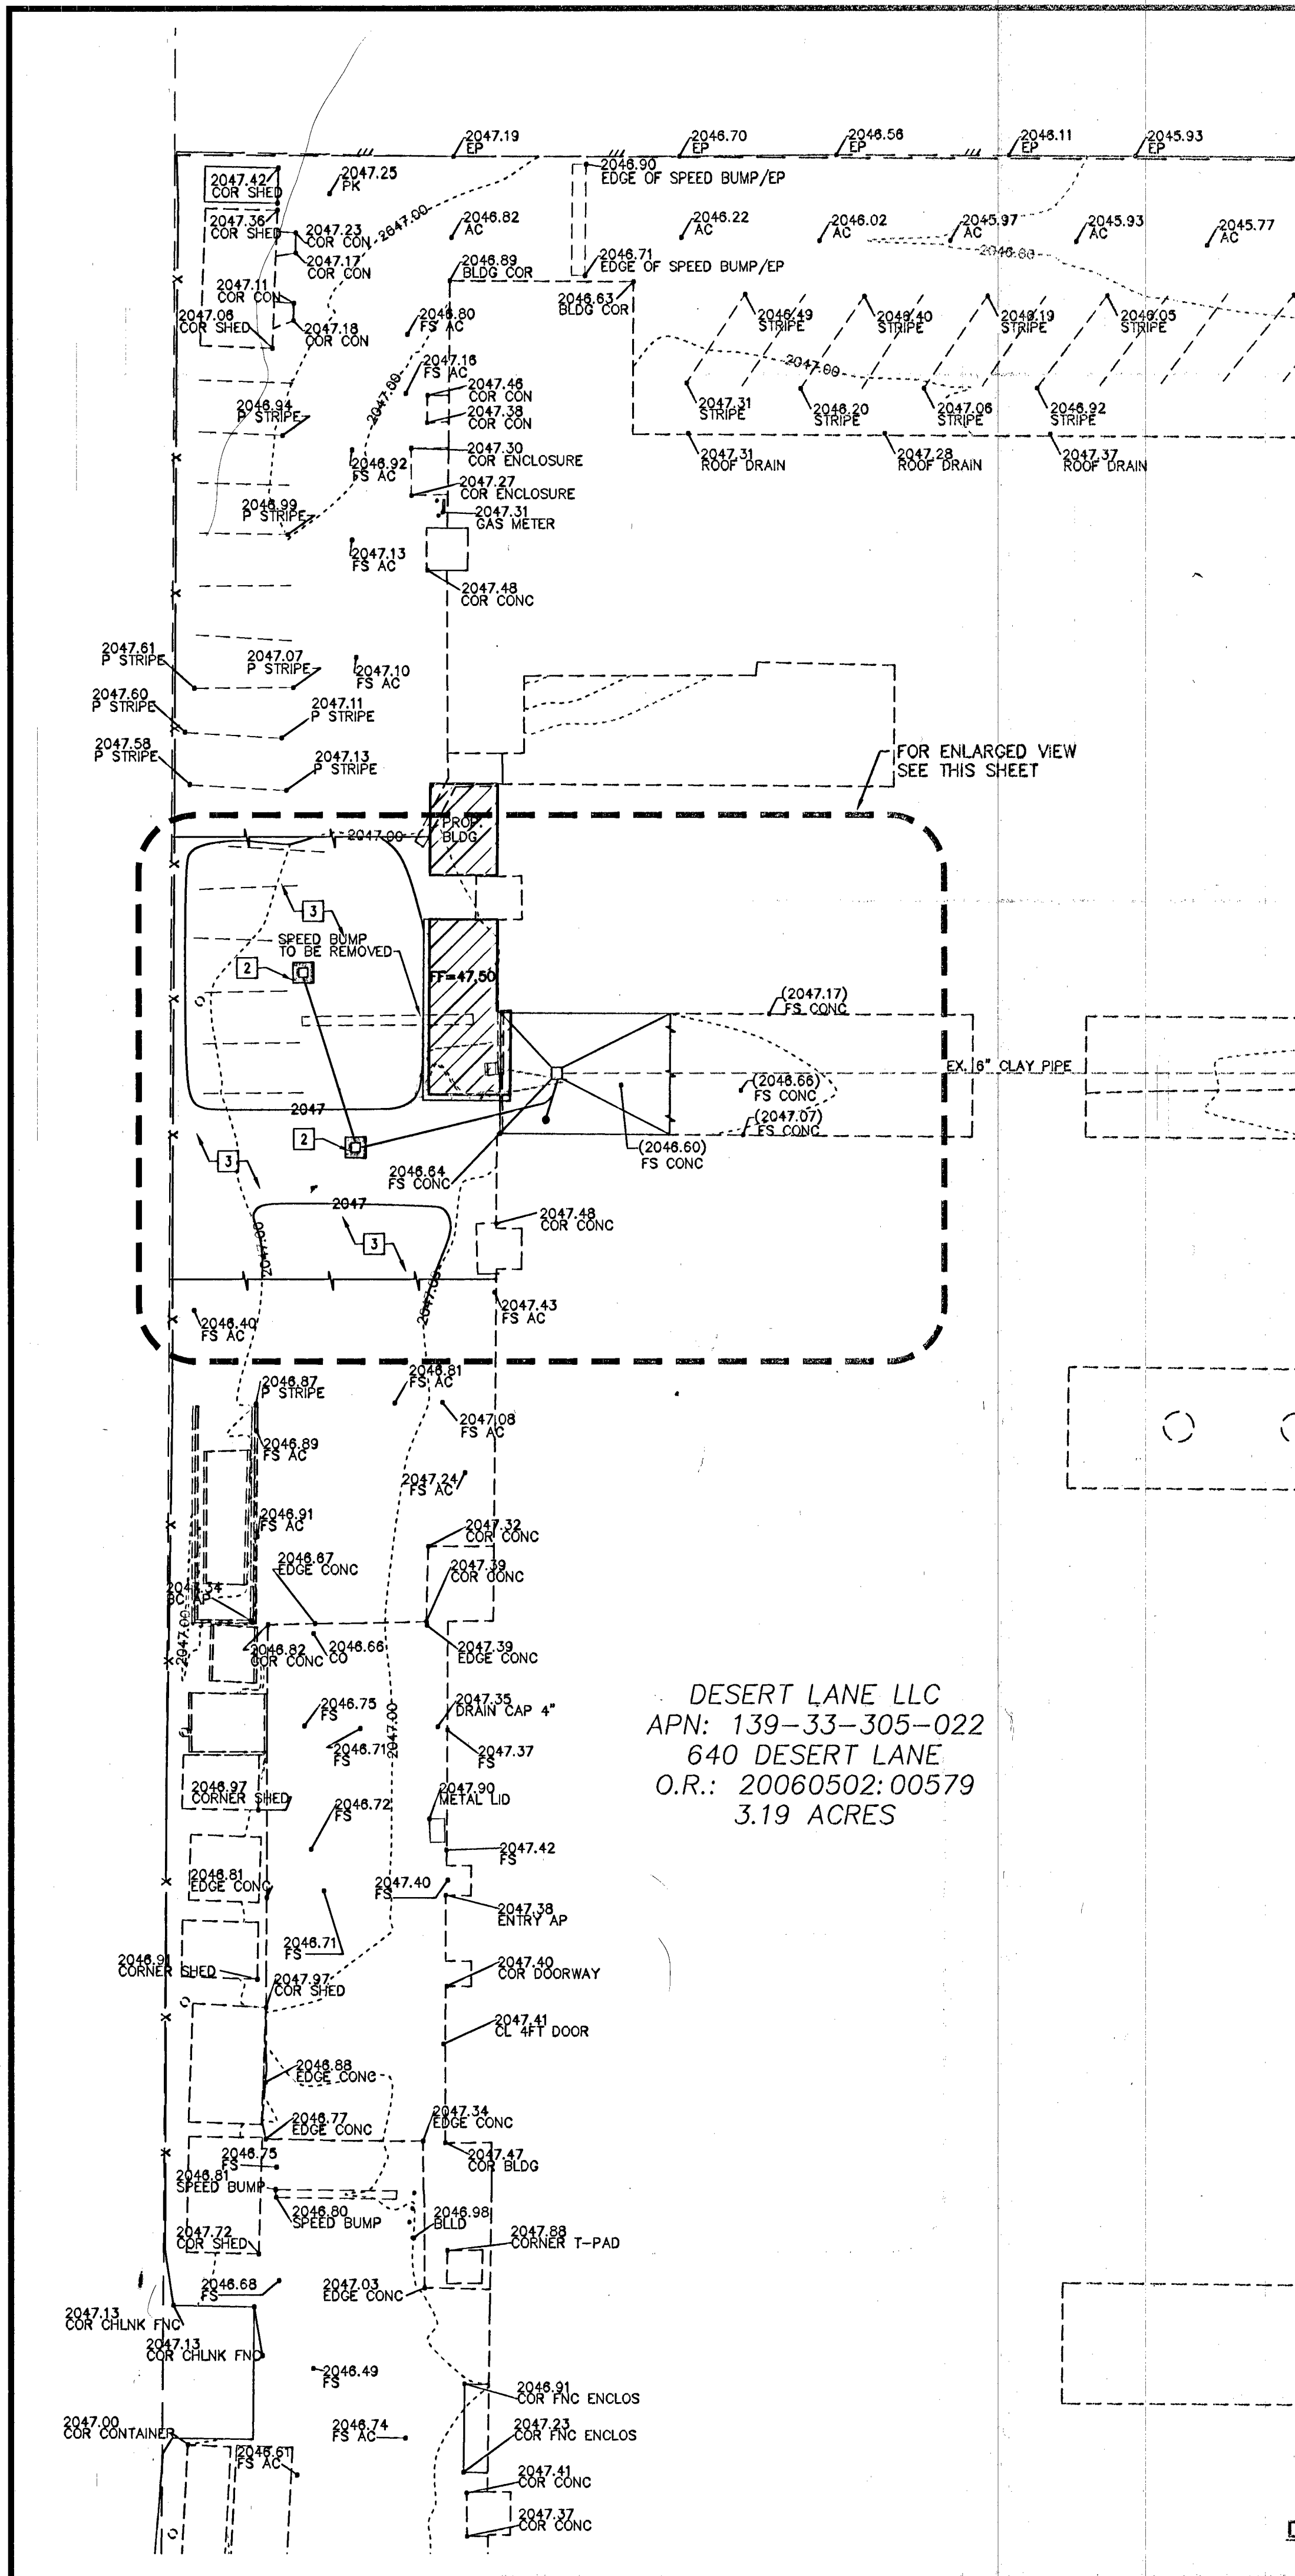 2047.19
EP
2046.70
EP
2046.56
EP
2046.11
EP
2045.93
EP
2046.90
EDGE OF SPEED BUMP/EP
2047.42
COR SHED
2047.25
PK
2047.36
COR SHED
2047.23
COR CON
2047.17
COR CON
2047.00
2046.82
AC
2046.22
AC
2046.02
AC
2045.97
AC
2045.93
AC
2045.77
AC
2046.71
EDGE OF SPEED BUMP/EP
2046.89
BLDG COR
2046.63
BLDG COR
2047.11
COR CON
2047.06
COR SHED
2047.18
COR CON
2046.80
FS AC
2046.49
STRIPE
2046.40
STRIPE
2046.19
STRIPE
2046.05
STRIPE
2047.16
FS AC
2047.00
2047.00
2047.46
COR CON
2047.38
COR CON
2046.94
P STRIPE
2047.31
STRIPE
2046.20
STRIPE
2047.06
STRIPE
2046.92
STRIPE
2047.30
COR ENCLOSURE
2047.31
ROOF DRAIN
2047.28
ROOF DRAIN
2047.37
ROOF DRAIN
2046.92
FS AC
2047.27
COR ENCLOSURE
2046.99
P STRIPE
2047.31
GAS METER
2047.13
FS AC
2047.48
COR CONC
2047.61
P STRIPE
2047.07
P STRIPE
2047.10
FS AC
2047.60
P STRIPE
2047.11
P STRIPE
2047.58
P STRIPE
2047.13
P STRIPE
FOR ENLARGED VIEW
SEE THIS SHEET
PROP.
BLDG
2047.00
3
SPEED BUMP
TO BE REMOVED
2
FF=47.50
(2047.17)
FS CONC
EX. 6" CLAY PIPE
(2046.66)
FS CONC
(2047.07)
FS CONC
2047
2
3
(2046.60)
FS CONC
2046.64
FS CONC
2047
2047.48
COR CONC
3
2047.00
2047.00
2046.40
FS AC
2047.43
FS AC
2046.87
P STRIPE
2046.81
FS AC
2047.08
FS AC
2046.89
FS AC
2047.24
FS AC
2046.91
FS AC
2047.32
COR CONC
2046.67
EDGE CONC
2047.39
COR CONC
2047.00
2046.82
COR CONC
2046.66
CO
2047.39
EDGE CONC
DESERT LANE LLC
APN: 139-33-305-022
640 DESERT LANE
O.R.: 20060502:00579
3.19 ACRES
2046.75
FS
2047.00
2047.35
DRAIN CAP 4"
2046.71
FS
2047.37
FS
2046.97
CORNER SHED
2047.90
METAL LID
2046.72
FS
2047.42
FS
2046.81
EDGE CONC
2047.40
FS
2047.38
ENTRY AP
2046.71
FS
2046.91
CORNER SHED
2047.97
COR SHED
2047.40
COR DOORWAY
2047.41
CL 4FT DOOR
2046.88
EDGE CONC
2046.77
EDGE CONC
2047.34
EDGE CONC
2046.75
FS
2047.47
COR BLDG
2046.81
SPEED BUMP
2046.80
SPEED BUMP
2046.98
BLLD
2047.72
COR SHED
2047.88
CORNER T-PAD
2046.68
FS
2047.03
EDGE CONC
2047.13
COR CHLNK FNC
2047.13
COR CHLNK FNC
2046.49
FS
2046.91
COR FNC ENCLOS
2047.00
COR CONTAINER
2046.74
FS AC
2047.23
COR FNC ENCLOS
2046.61
FS AC
2047.41
COR CONC
2047.37
COR CONC